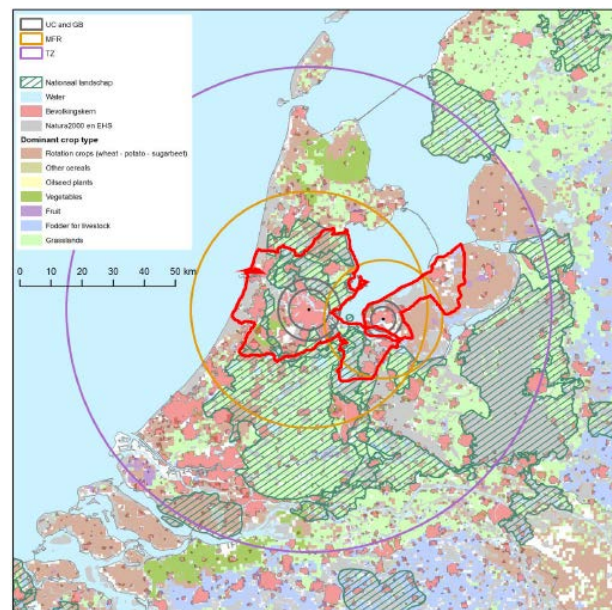 UC and GB
MFR
TZ
Nationaal landschap
Water
Bevolkingskern
Natura2000 en EHS
Dominant crop type
Rotation crops (wheat - potato - sugarbeet)
Other cereals
Oilseed plants
Vegetables
Fruit
Fodder for livestock
Grasslands
0 10 20 30 40 50 km